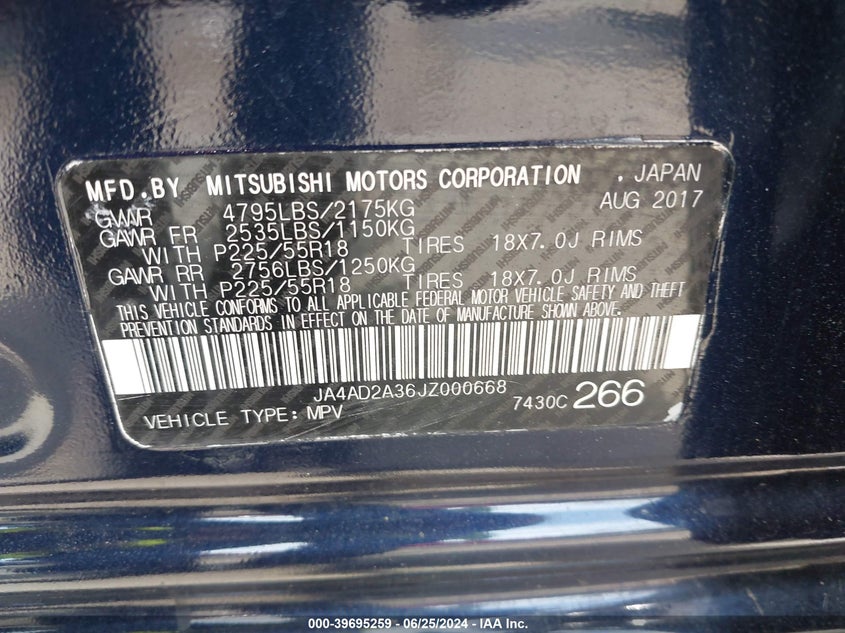 MFD.BY MITSUBISHI MOTORS CORPORATION . JAPAN
AUG 2017
GVWR 4795LBS/2175KG
GAWR FR 2535LBS/1150KG
WITH P225/55R18 TIRES 18X7.0J RIMS
GAWR RR 2756LBS/1250KG
WITH P225/55R18 TIRES 18X7.0J RIMS
THIS VEHICLE CONFORMS TO ALL APPLICABLE FEDERAL MOTOR VEHICLE SAFETY AND THEFT
PREVENTION STANDARDS IN EFFECT ON THE DATE OF MANUFACTURE SHOWN ABOVE.
JA4AD2A36JZ000668
VEHICLE TYPE: MPV 7430C 266
000-39695259 - 06/25/2024 - IAA Inc.